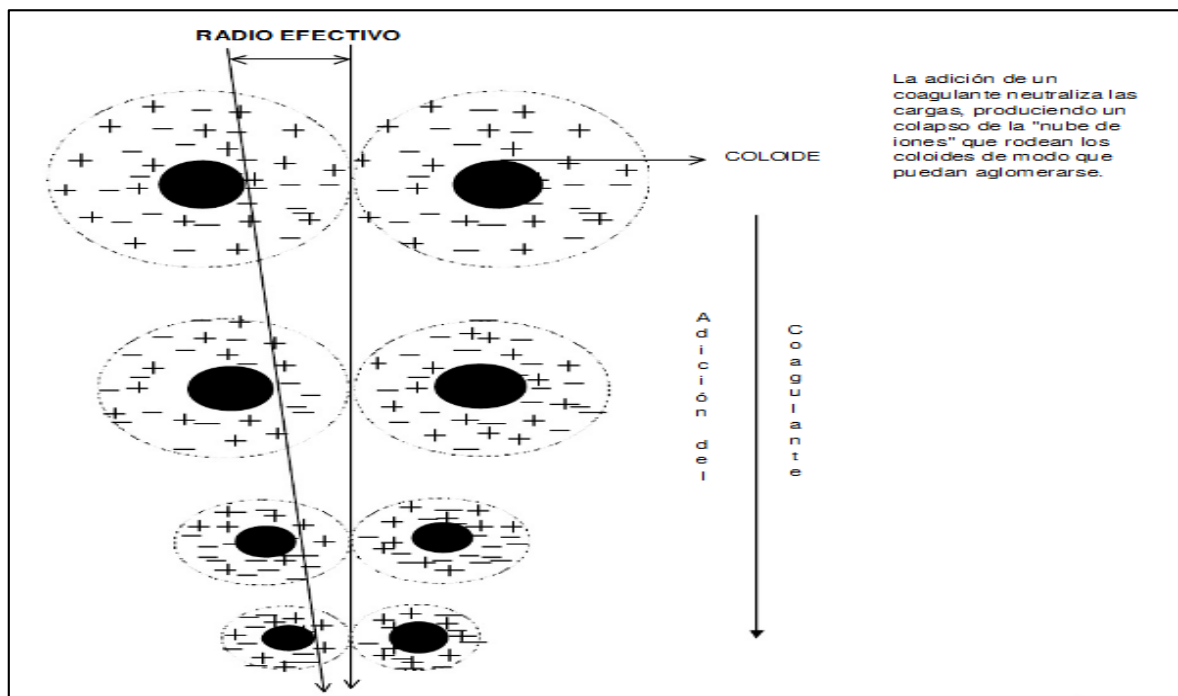 RADIO EFECTIVO
La adición de un
coagulante neutraliza las
cargas, produciendo un
colapso de la "nube de
iones" que rodean los
coloides de modo que
puedan aglomerarse.
COLOIDE
Adición del
Coagulante